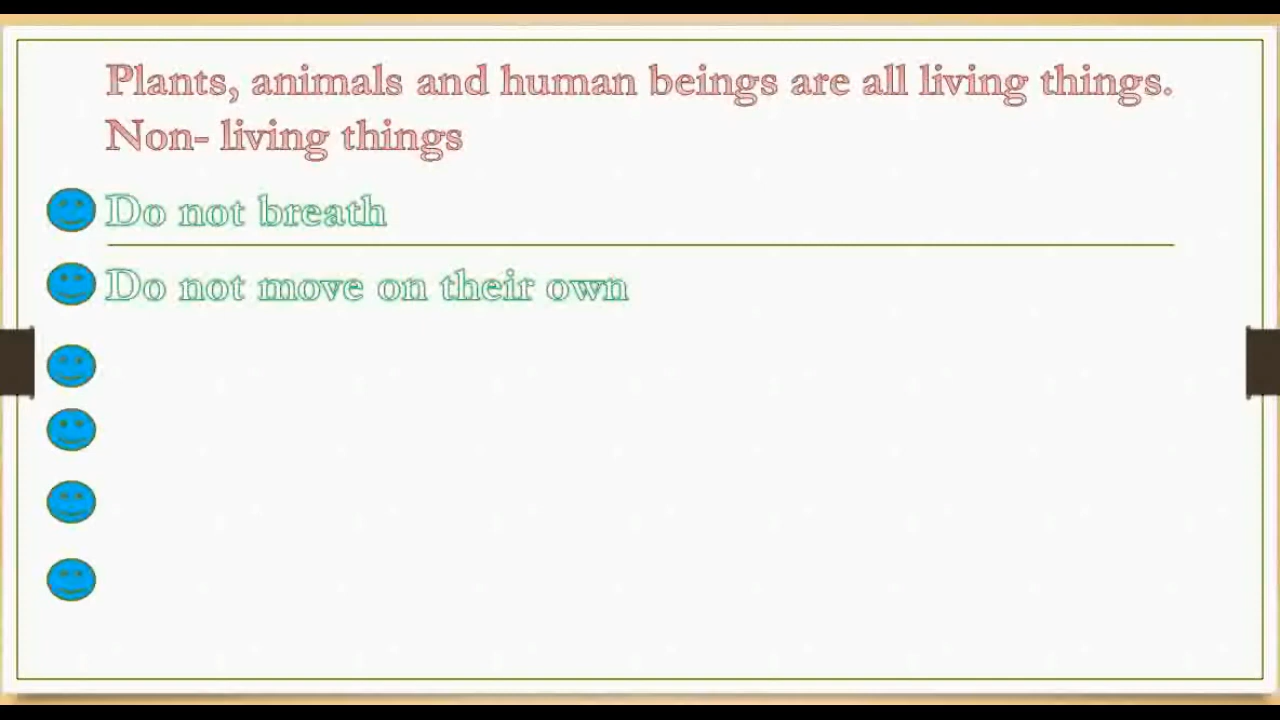 Plants, animals and human beings are all living things.
Non- living things
Do not breath
Do not move on their own